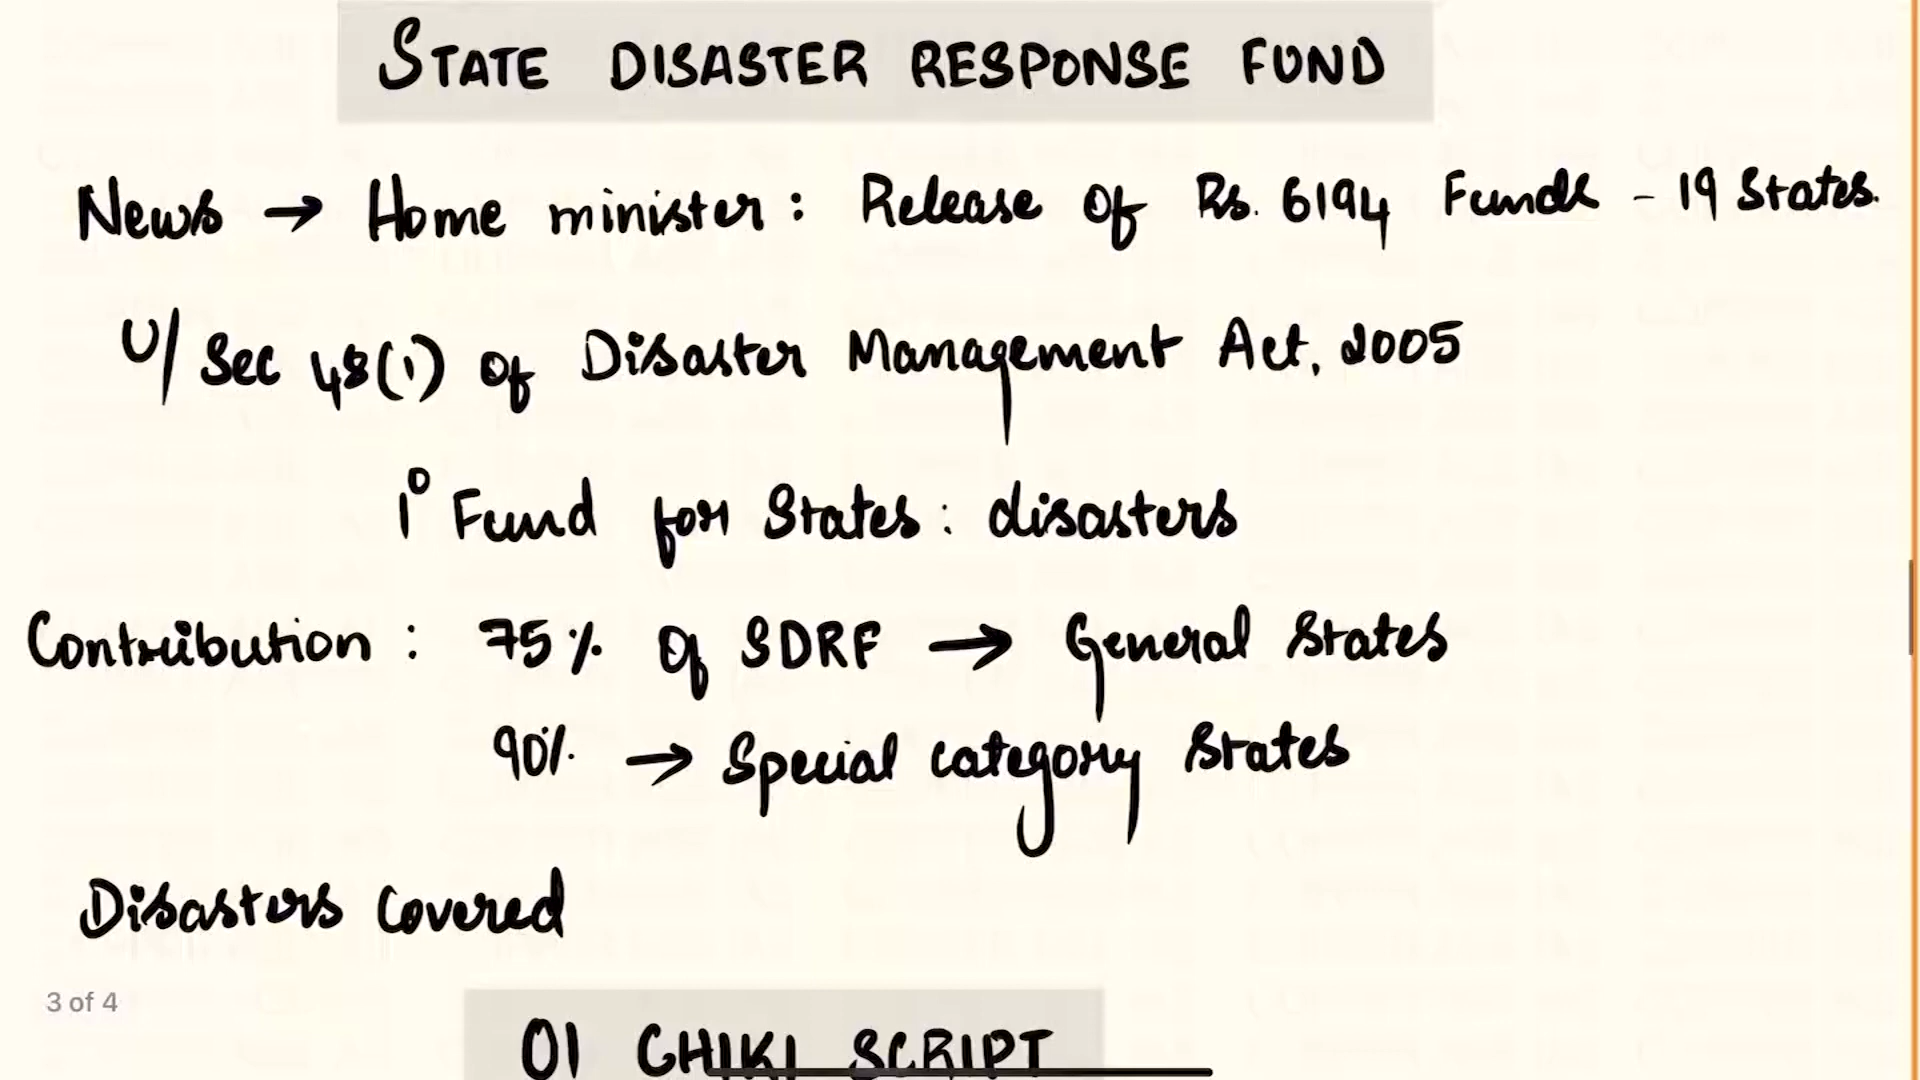 STATE DISASTER RESPONSE FUND
News → Home minister: Release of Rs. 6194 Funds - 19 States.
U/ Sec 48(1) of Disaster Management Act, 2005
1° Fund for States: disasters
Contribution: 75% of SDRF → General States
90% → Special category States
Disasters Covered
3 of 4
Ol CHIKI SCRIPT